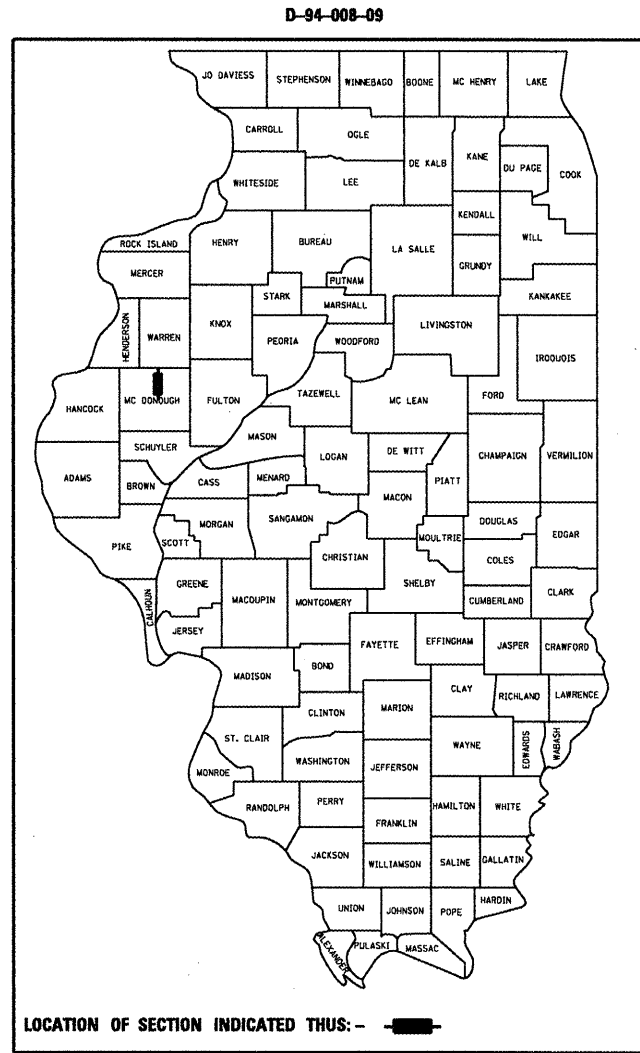 D-94-008-09
JO DAVIESS STEPHENSON WINNEBAGO BOONE MC HENRY LAKE
CARROLL OGLE DE KALB KANE DU PAGE COOK
WHITESIDE LEE
KENDALL WILL
ROCK ISLAND HENRY BUREAU LA SALLE GRUNDY
MERCER PUTNAM
STARK MARSHALL KANKAKEE
HENDERSON WARREN KNOX PEORIA WOODFORD LIVINGSTON IROQUOIS
HANCOCK MC DONOUGH FULTON TAZEWELL MC LEAN FORD
MASON
SCHUYLER LOGAN DE WITT CHAMPAIGN VERMILION
ADAMS BROWN CASS MENARD MACON PIATT
MORGAN SANGAMON DOUGLAS EDGAR
PIKE SCOTT CHRISTIAN MOULTRIE COLES
GREENE MACOUPIN MONTGOMERY SHELBY CUMBERLAND CLARK
CALHOUN JERSEY
FAYETTE EFFINGHAM JASPER CRAWFORD
MADISON BOND CLAY RICHLAND LAWRENCE
CLINTON MARION
ST. CLAIR WAYNE EDWARDS WABASH
WASHINGTON JEFFERSON
MONROE
RANDOLPH PERRY HAMILTON WHITE
FRANKLIN
JACKSON WILLIAMSON SALINE GALLATIN
UNION JOHNSON POPE HARDIN
ALEXANDER PULASKI MASSAC
LOCATION OF SECTION INDICATED THUS: -